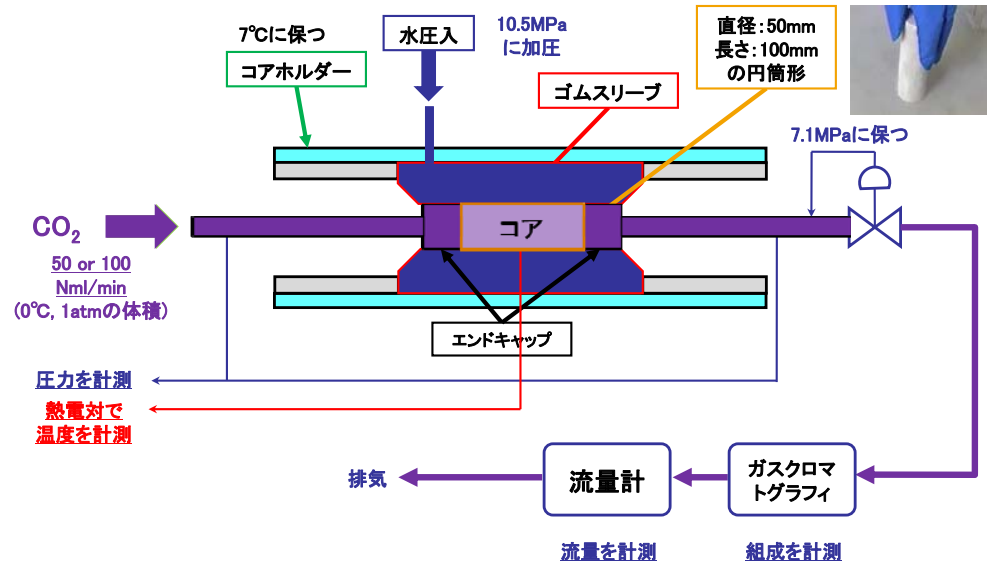 7℃に保つ
コアホルダー
水圧入
10.5MPa
に加圧
ゴムスリーブ
直径：50mm
長さ：100mm
の円筒形
7.1MPaに保つ
CO₂
50 or 100
Nml/min
(0℃, 1atmの体積)
コア
エンドキャップ
圧力を計測
熱電対で
温度を計測
排気
流量計
ガスクロマ
トグラフィ
流量を計測
組成を計測